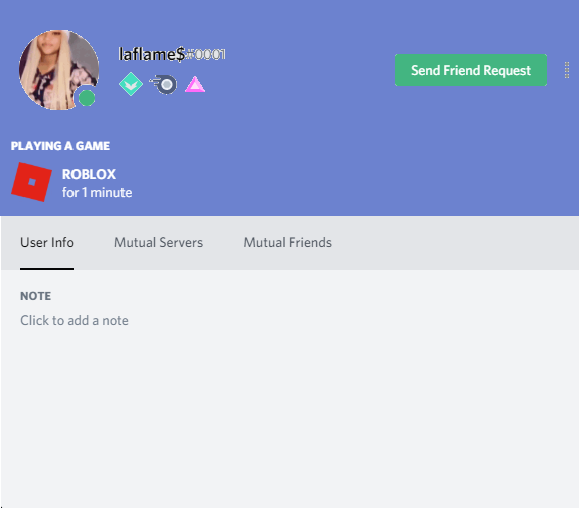 laflame$#0001
Send Friend Request
PLAYING A GAME
ROBLOX
for 1 minute
User Info
Mutual Servers
Mutual Friends
NOTE
Click to add a note